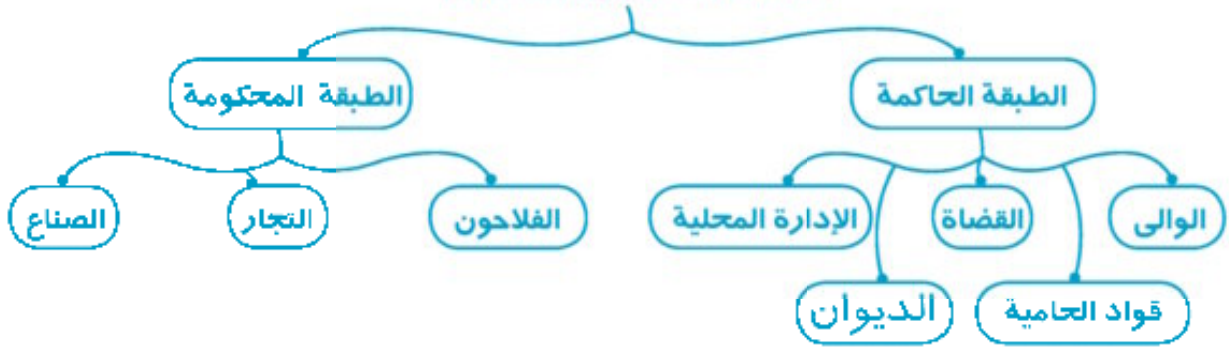 الطبقة الحاكمة
الطبقة المحكومة
الوالى
القضاة
الإدارة المحلية
قواد الحامية
الديوان
الفلاحون
التجار
الصناع